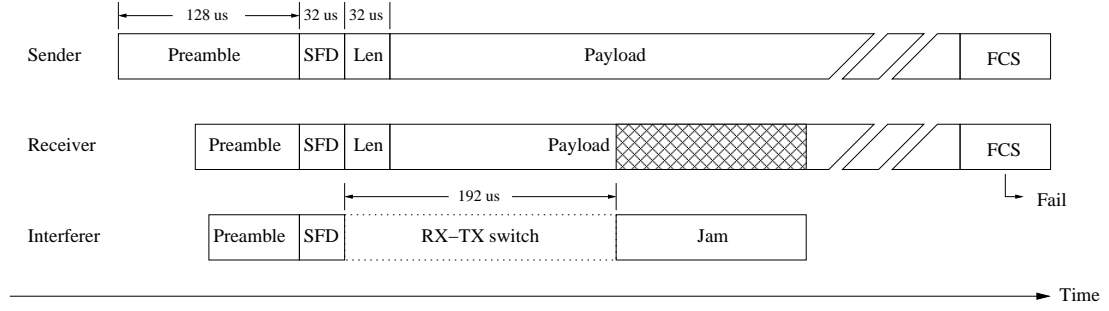 128 us 32 us 32 us
Sender Preamble SFD Len Payload FCS
Receiver Preamble SFD Len Payload FCS
192 us Fail
Interferer Preamble SFD RX–TX switch Jam
Time